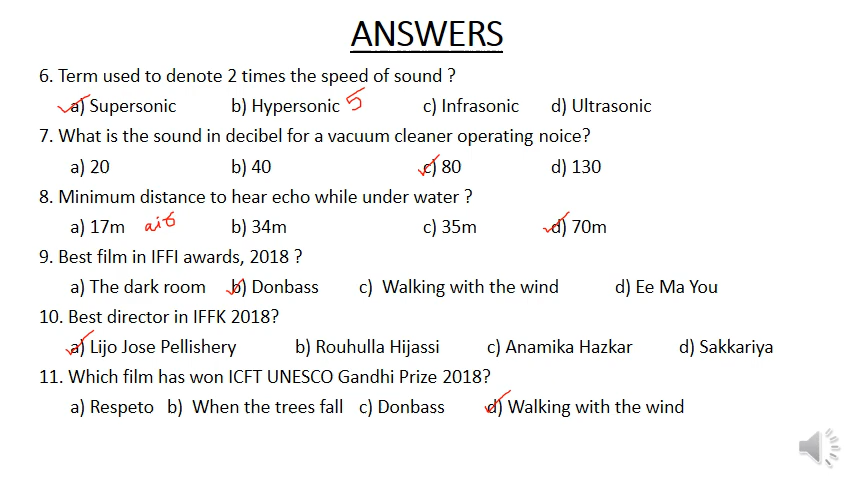 ANSWERS
6. Term used to denote 2 times the speed of sound ?
a) Supersonic b) Hypersonic 5 c) Infrasonic d) Ultrasonic
7. What is the sound in decibel for a vacuum cleaner operating noice?
a) 20 b) 40 c) 80 d) 130
8. Minimum distance to hear echo while under water ?
a) 17m air b) 34m c) 35m d) 70m
9. Best film in IFFI awards, 2018 ?
a) The dark room b) Donbass c) Walking with the wind d) Ee Ma You
10. Best director in IFFK 2018?
a) Lijo Jose Pellishery b) Rouhulla Hijassi c) Anamika Hazkar d) Sakkariya
11. Which film has won ICFT UNESCO Gandhi Prize 2018?
a) Respeto b) When the trees fall c) Donbass d) Walking with the wind